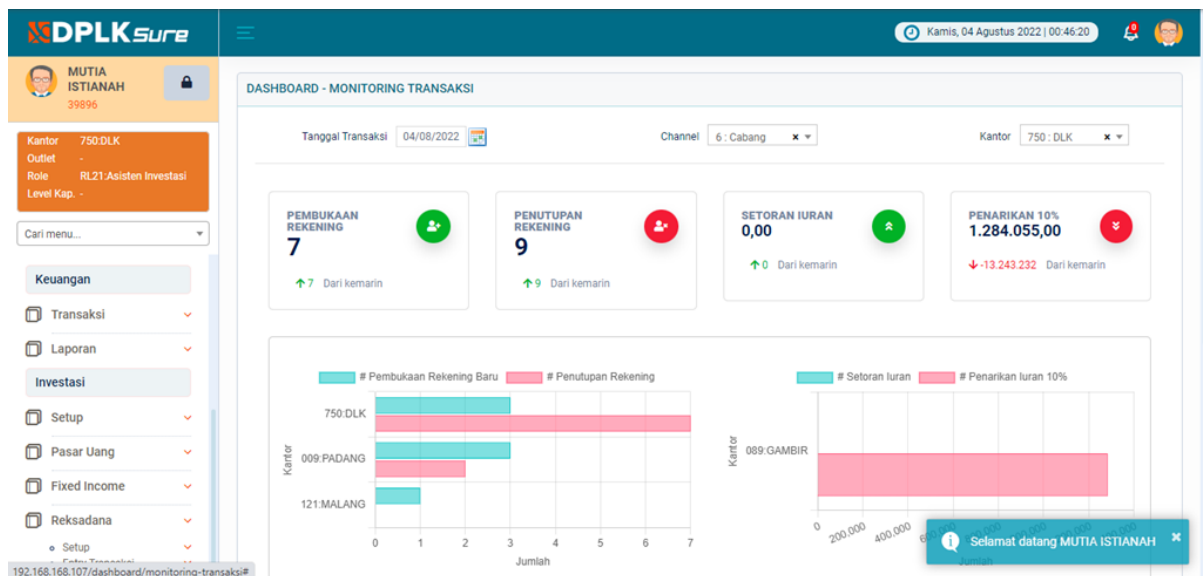 DPLK Sure
Kamis, 04 Agustus 2022 | 00:46:20
MUTIA
ISTIANAH
39896
Kantor 750:DLK
Outlet -
Role RL21:Asisten Investasi
Level Kap. -
Cari menu...
Keuangan
Transaksi
Laporan
Investasi
Setup
Pasar Uang
Fixed Income
Reksadana
Setup
192.168.168.107/dashboard/monitoring-transaksi#
DASHBOARD - MONITORING TRANSAKSI
Tanggal Transaksi 04/08/2022
Channel 6 : Cabang
Kantor 750 : DLK
PEMBUKAAN
REKENING
7
7 Dari kemarin
PENUTUPAN
REKENING
9
9 Dari kemarin
SETORAN IURAN
0,00
0 Dari kemarin
PENARIKAN 10%
1.284.055,00
-13.243.232 Dari kemarin
# Pembukaan Rekening Baru # Penutupan Rekening
Kantor
750:DLK
009:PADANG
121:MALANG
0 1 2 3 4 5 6 7
Jumlah
# Setoran Iuran # Penarikan Iuran 10%
Kantor
089:GAMBIR
0 200.000 400.000
Jumlah
Selamat datang MUTIA ISTIANAH